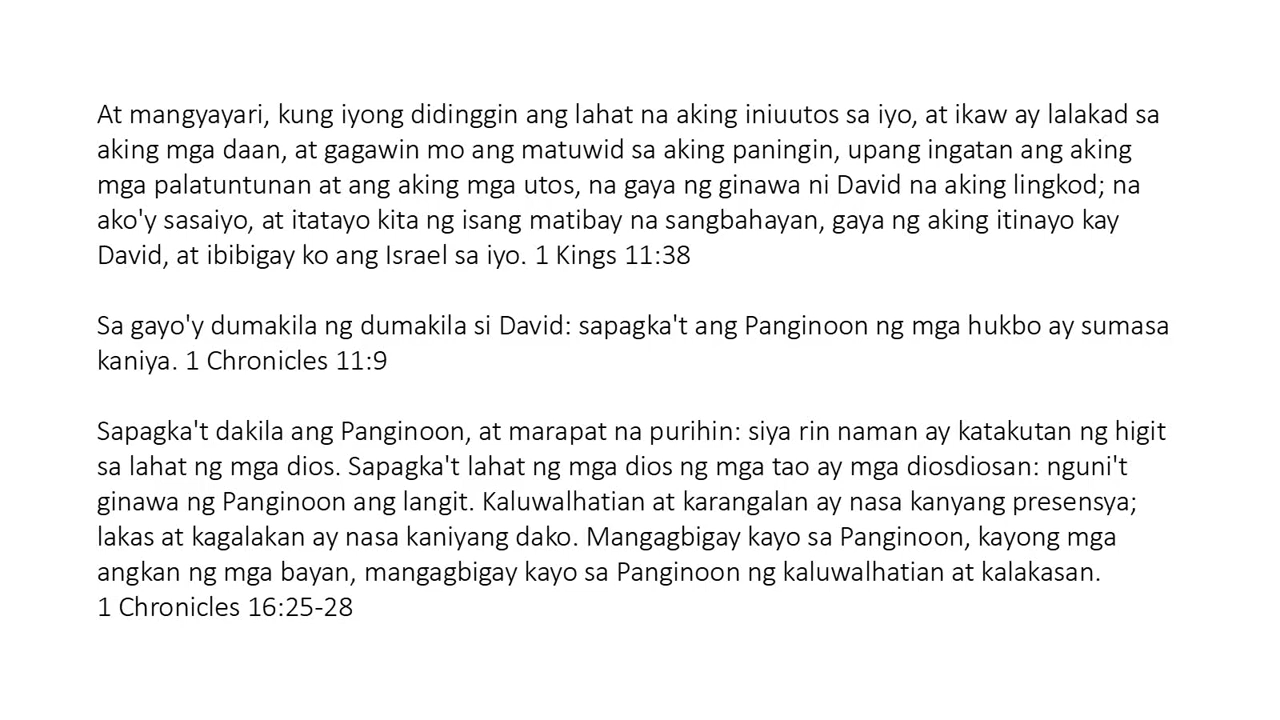 At mangyayari, kung iyong didinggin ang lahat na aking iniuutos sa iyo, at ikaw ay lalakad sa
aking mga daan, at gagawin mo ang matuwid sa aking paningin, upang ingatan ang aking
mga palatuntunan at ang aking mga utos, na gaya ng ginawa ni David na aking lingkod; na
ako'y sasaiyo, at itatayo kita ng isang matibay na sangbahayan, gaya ng aking itinayo kay
David, at ibibigay ko ang Israel sa iyo. 1 Kings 11:38
Sa gayo'y dumakila ng dumakila si David: sapagka't ang Panginoon ng mga hukbo ay sumasa
kaniya. 1 Chronicles 11:9
Sapagka't dakila ang Panginoon, at marapat na purihin: siya rin naman ay katakutan ng higit
sa lahat ng mga dios. Sapagka't lahat ng mga dios ng mga tao ay mga diosdiosan: nguni't
ginawa ng Panginoon ang langit. Kaluwalhatian at karangalan ay nasa kanyang presensya;
lakas at kagalakan ay nasa kaniyang dako. Mangagbigay kayo sa Panginoon, kayong mga
angkan ng mga bayan, mangagbigay kayo sa Panginoon ng kaluwalhatian at kalakasan.
1 Chronicles 16:25-28